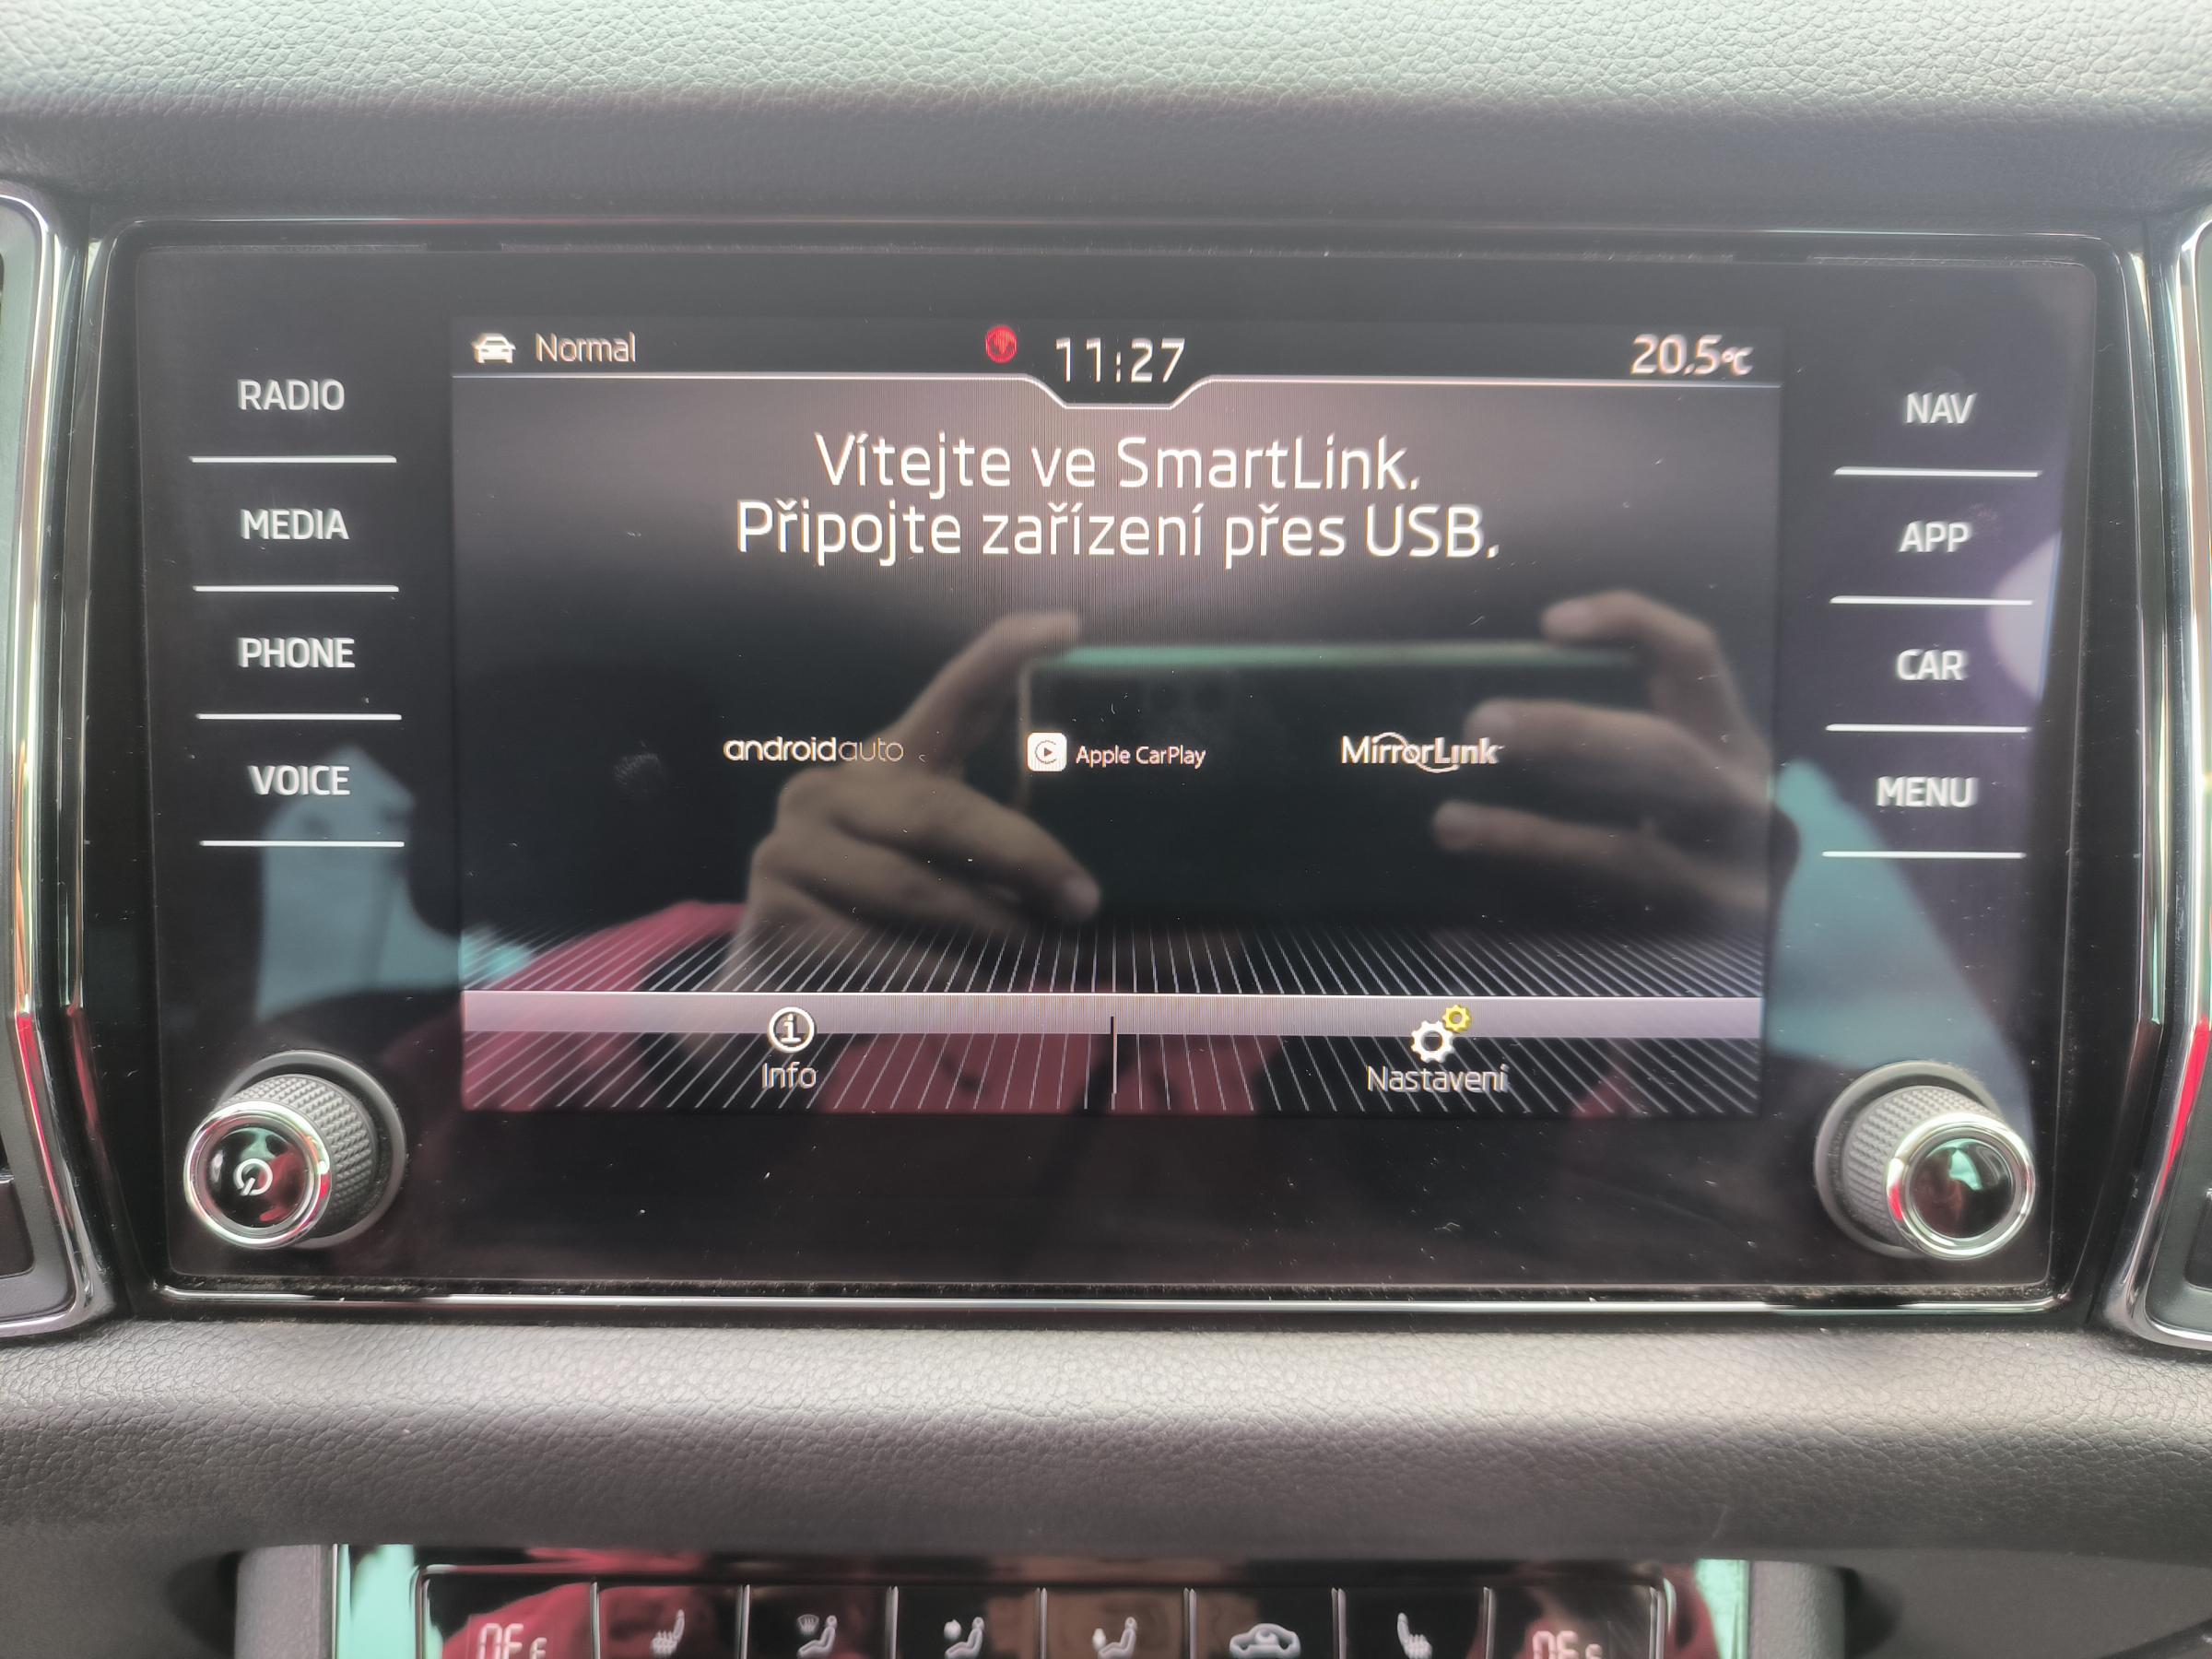 Normal
11:27
20.5°C
RADIO
MEDIA
PHONE
VOICE
Vítejte ve SmartLink.
Připojte zařízení přes USB.
androidauto
Apple CarPlay
MirrorLink
Info
Nastavení
NAV
APP
CAR
MENU
OFF